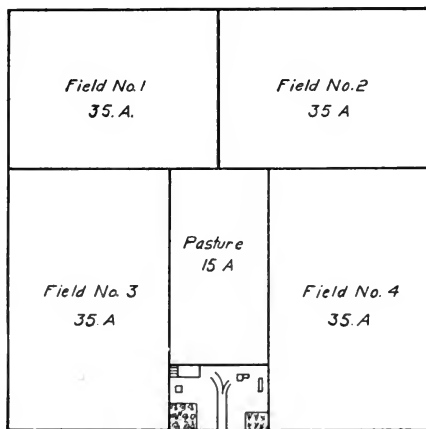 Field No. 1
35. A.
Field No. 2
35 A
Pasture
15 A
Field No. 3
35. A
Field No. 4
35. A